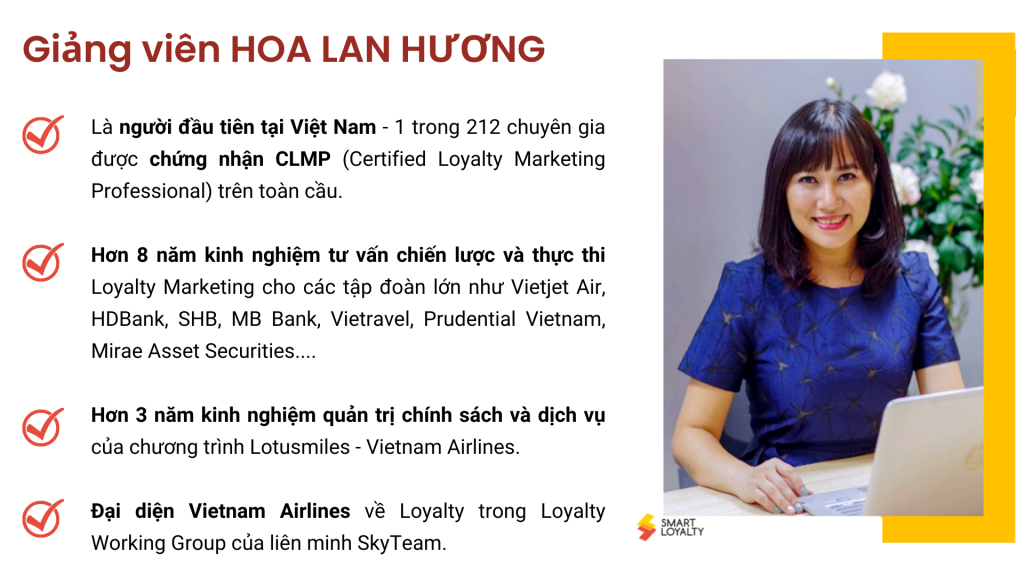 Giảng viên HOA LAN HƯƠNG
Là người đầu tiên tại Việt Nam - 1 trong 212 chuyên gia
được chứng nhận CLMP (Certified Loyalty Marketing
Professional) trên toàn cầu.
Hơn 8 năm kinh nghiệm tư vấn chiến lược và thực thi
Loyalty Marketing cho các tập đoàn lớn như Vietjet Air,
HDBank, SHB, MB Bank, Vietravel, Prudential Vietnam,
Mirae Asset Securities....
Hơn 3 năm kinh nghiệm quản trị chính sách và dịch vụ
của chương trình Lotusmiles - Vietnam Airlines.
Đại diện Vietnam Airlines về Loyalty trong Loyalty
Working Group của liên minh SkyTeam.
SMART
LOYALTY